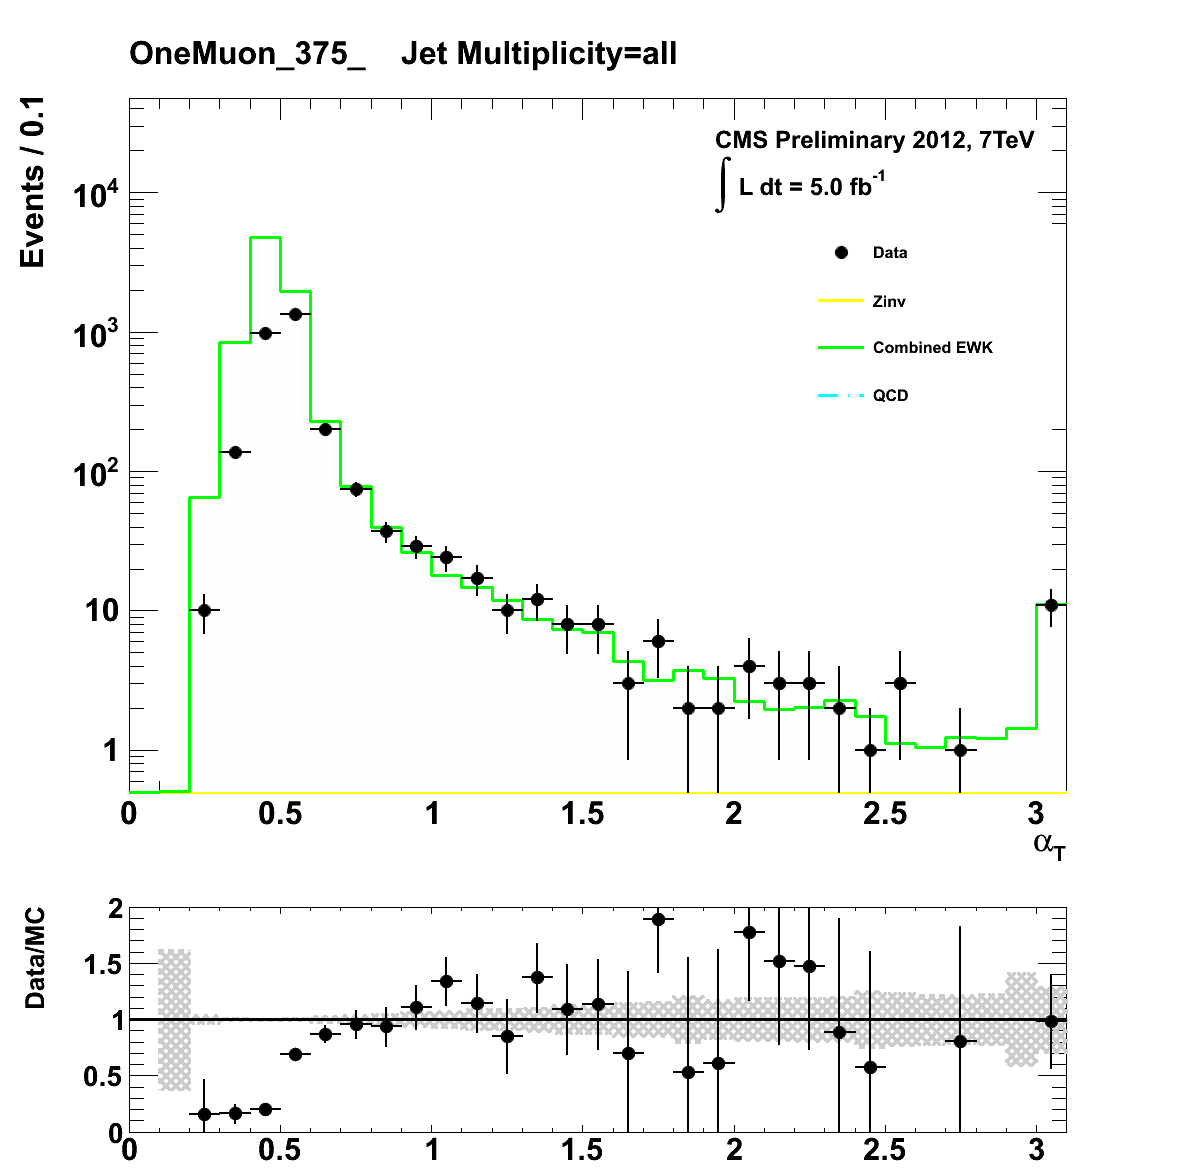 OneMuon_375_ Jet Multiplicity=all
Events / 0.1
CMS Preliminary 2012, 7TeV
∫ L dt = 5.0 fb⁻¹
Data
Zinv
Combined EWK
QCD
10⁴
10³
10²
10
1
0 0.5 1 1.5 2 2.5 3
α_T
Data/MC
2
1.5
1
0.5
0
0 0.5 1 1.5 2 2.5 3